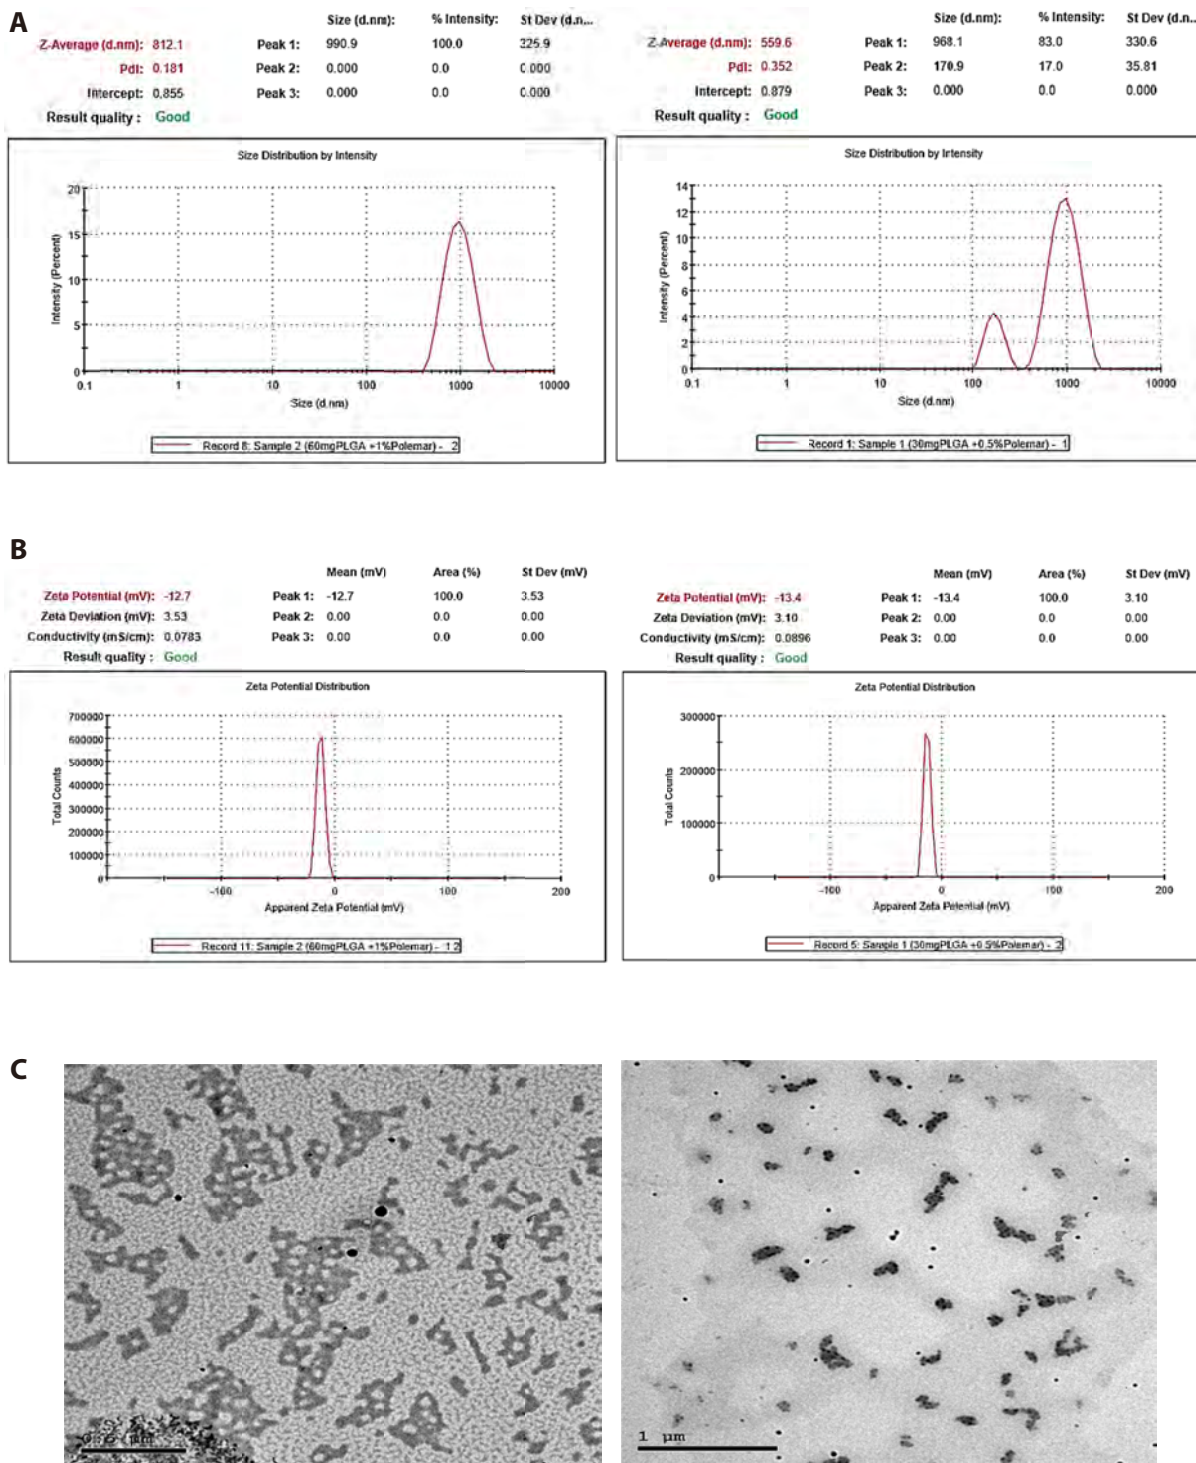 A
Size (d.nm): % Intensity: St Dev (d.n...
Z-Average (d.nm): 812.1 Peak 1: 990.9 100.0 325.9
PdI: 0.181 Peak 2: 0.000 0.0 0.000
Intercept: 0.855 Peak 3: 0.000 0.0 0.000
Result quality : Good
Size Distribution by Intensity
Intensity (Percent)
20
15
10
5
0
0.1 1 10 100 1000 10000
Size (d.nm)
Record 8: Sample 2 (60mgPLGA +1%Polemar) - 2
Size (d.nm): % Intensity: St Dev (d.n...
Z-Average (d.nm): 559.6 Peak 1: 968.1 83.0 330.6
PdI: 0.352 Peak 2: 170.9 17.0 35.81
Intercept: 0.879 Peak 3: 0.000 0.0 0.000
Result quality : Good
Size Distribution by Intensity
Intensity (Percent)
14
12
10
8
6
4
2
0
0.1 1 10 100 1000 10000
Size (d.nm)
Record 1: Sample 1 (30mgPLGA +0.5%Polemar) - 1
B
Mean (mV) Area (%) St Dev (mV)
Zeta Potential (mV): -12.7 Peak 1: -12.7 100.0 3.53
Zeta Deviation (mV): 3.53 Peak 2: 0.00 0.0 0.00
Conductivity (mS/cm): 0.0783 Peak 3: 0.00 0.0 0.00
Result quality : Good
Zeta Potential Distribution
Total Counts
700000
600000
500000
400000
300000
200000
100000
0
-100 0 100 200
Apparent Zeta Potential (mV)
Record 11: Sample 2 (60mgPLGA +1%Polemar) - 1 2
Mean (mV) Area (%) St Dev (mV)
Zeta Potential (mV): -13.4 Peak 1: -13.4 100.0 3.10
Zeta Deviation (mV): 3.10 Peak 2: 0.00 0.0 0.00
Conductivity (mS/cm): 0.0896 Peak 3: 0.00 0.0 0.00
Result quality : Good
Zeta Potential Distribution
Total Counts
300000
200000
100000
0
-100 0 100 200
Apparent Zeta Potential (mV)
Record 5: Sample 1 (30mgPLGA +0.5%Polemar) - 2
C
µm
1 µm